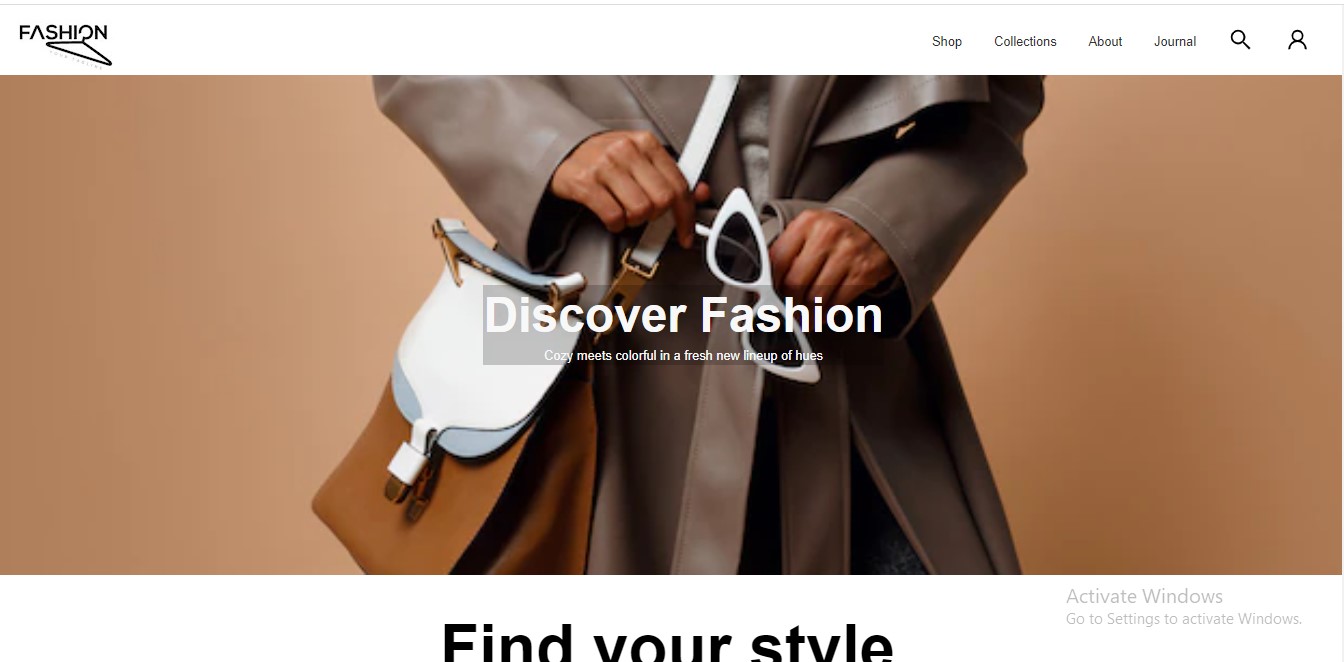 FASHION
Shop Collections About Journal
Discover Fashion
Cozy meets colorful in a fresh new lineup of hues
Activate Windows
Go to Settings to activate Windows.
Find your style